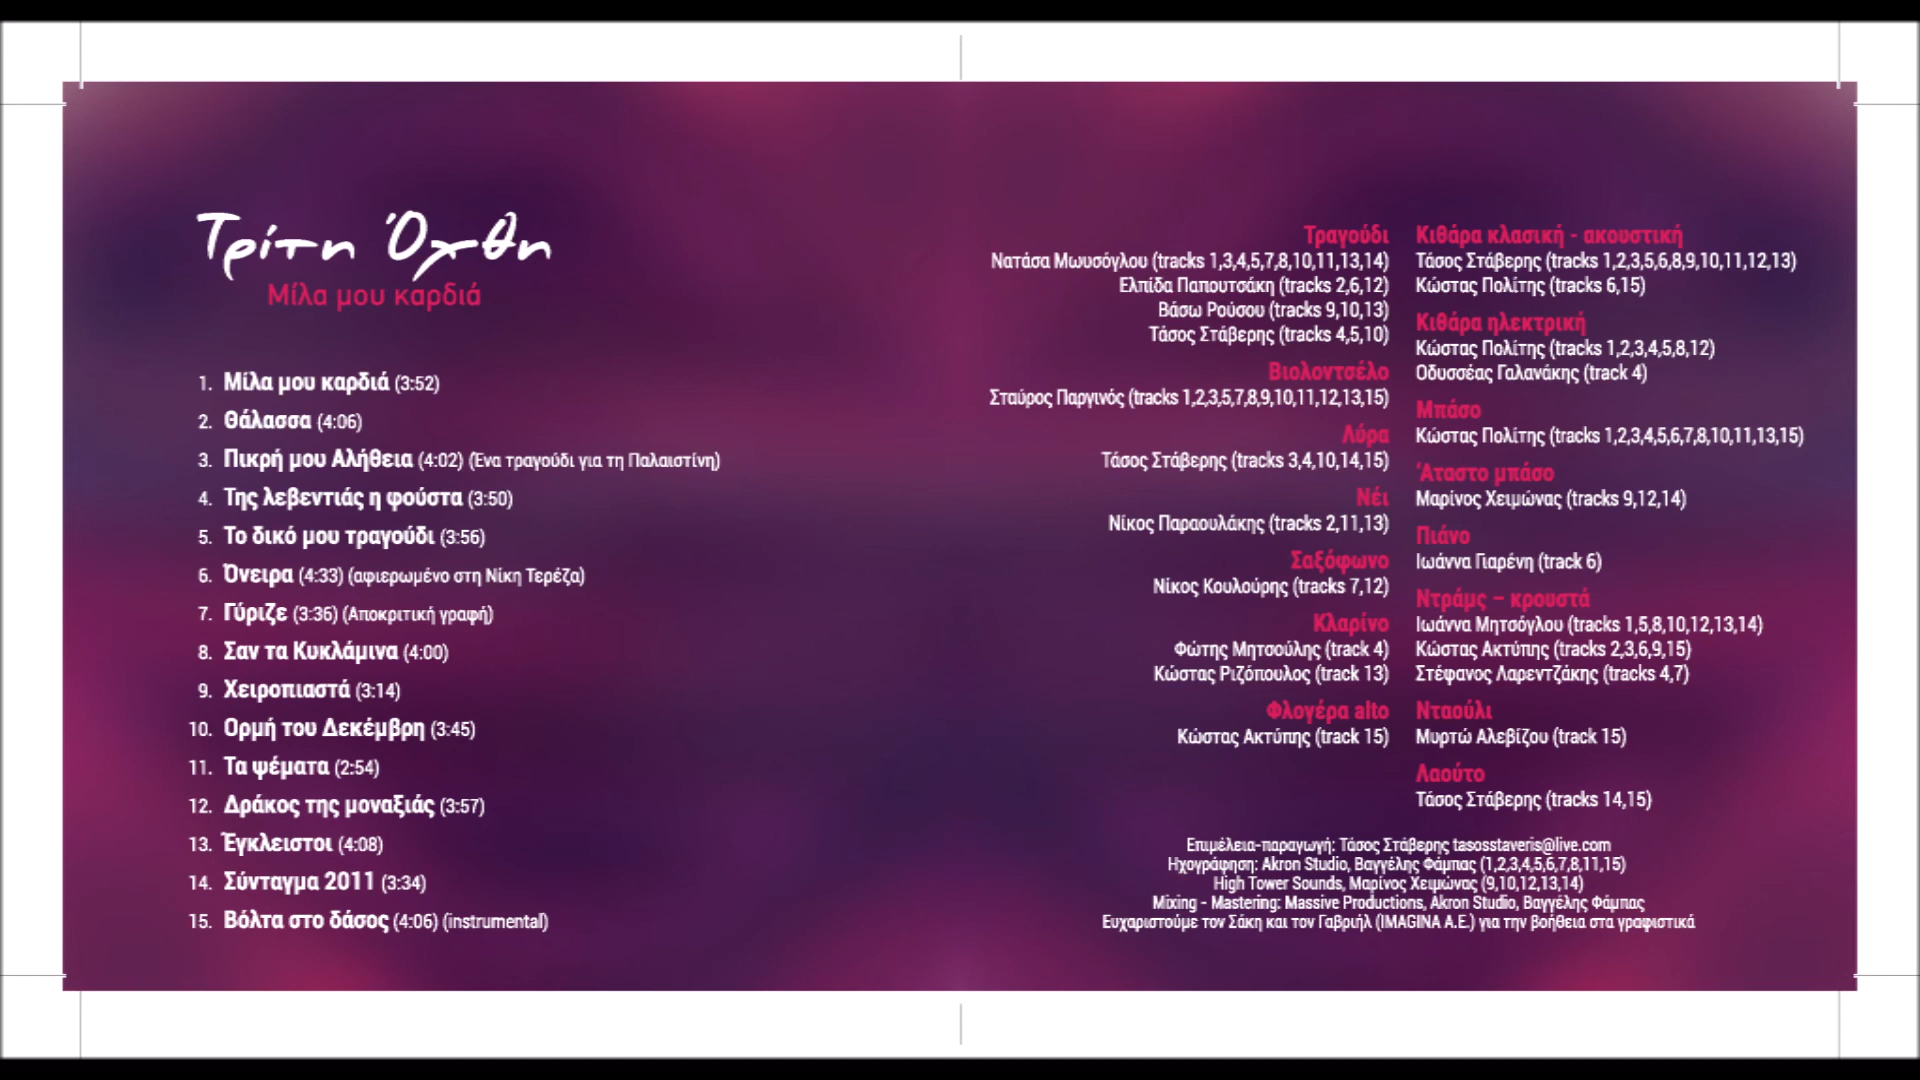 Τρίτη Όχθη
Μίλα μου καρδιά
1. Μίλα μου καρδιά (3:52)
2. Θάλασσα (4:06)
3. Πικρή μου Αλήθεια (4:02) (Ένα τραγούδι για τη Παλαιστίνη)
4. Της λεβεντιάς η φούστα (3:50)
5. Το δικό μου τραγούδι (3:56)
6. Όνειρα (4:33) (αφιερωμένο στη Νίκη Τερέζα)
7. Γύριζε (3:36) (Αποκριτική γραφή)
8. Σαν τα Κυκλάμινα (4:00)
9. Χειροπιαστά (3:14)
10. Ορμή του Δεκέμβρη (3:45)
11. Τα ψέματα (2:54)
12. Δράκος της μοναξιάς (3:57)
13. Έγκλειστοι (4:08)
14. Σύνταγμα 2011 (3:34)
15. Βόλτα στο δάσος (4:06) (instrumental)
Τραγούδι
Νατάσα Μωυσόγλου (tracks 1,3,4,5,7,8,10,11,13,14)
Ελπίδα Παπουτσάκη (tracks 2,6,12)
Βάσω Ρούσου (tracks 9,10,13)
Τάσος Στάβερης (tracks 4,5,10)
Βιολοντσέλο
Σταύρος Παργινός (tracks 1,2,3,5,7,8,9,10,11,12,13,15)
Λύρα
Τάσος Στάβερης (tracks 3,4,10,14,15)
Νέι
Νίκος Παραουλάκης (tracks 2,11,13)
Σαξόφωνο
Νίκος Κουλούρης (tracks 7,12)
Κλαρίνο
Φώτης Μητσούλης (track 4)
Κώστας Ριζόπουλος (track 13)
Φλογέρα alto
Κώστας Ακτύπης (track 15)
Κιθάρα κλασική - ακουστική
Τάσος Στάβερης (tracks 1,2,3,5,6,8,9,10,11,12,13)
Κώστας Πολίτης (tracks 6,15)
Κιθάρα ηλεκτρική
Κώστας Πολίτης (tracks 1,2,3,4,5,8,12)
Οδυσσέας Γαλανάκης (track 4)
Μπάσο
Κώστας Πολίτης (tracks 1,2,3,4,5,6,7,8,10,11,13,15)
'Αταστο μπάσο
Μαρίνος Χειμώνας (tracks 9,12,14)
Πιάνο
Ιωάννα Γιαρένη (track 6)
Ντράμς – κρουστά
Ιωάννα Μητσόγλου (tracks 1,5,8,10,12,13,14)
Κώστας Ακτύπης (tracks 2,3,6,9,15)
Στέφανος Λαρεντζάκης (tracks 4,7)
Νταούλι
Μυρτώ Αλεβίζου (track 15)
Λαούτο
Τάσος Στάβερης (tracks 14,15)
Επιμέλεια-παραγωγή: Τάσος Στάβερης tasosstaveris@live.com
Ηχογράφηση: Akron Studio, Βαγγέλης Φάμπας (1,2,3,4,5,6,7,8,11,15)
High Tower Sounds, Μαρίνος Χειμώνας (9,10,12,13,14)
Mixing - Mastering: Massive Productions, Akron Studio, Βαγγέλης Φάμπας
Ευχαριστούμε τον Σάκη και τον Γαβριήλ (IMAGINA A.E.) για την βοήθεια στα γραφιστικά